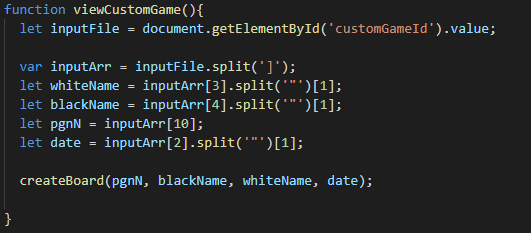 function viewCustomGame(){
let inputFile = document.getElementById('customGameId').value;
var inputArr = inputFile.split(']');
let whiteName = inputArr[3].split('"')[1];
let blackName = inputArr[4].split('"')[1];
let pgnN = inputArr[10];
let date = inputArr[2].split('"')[1];
createBoard(pgnN, blackName, whiteName, date);
}